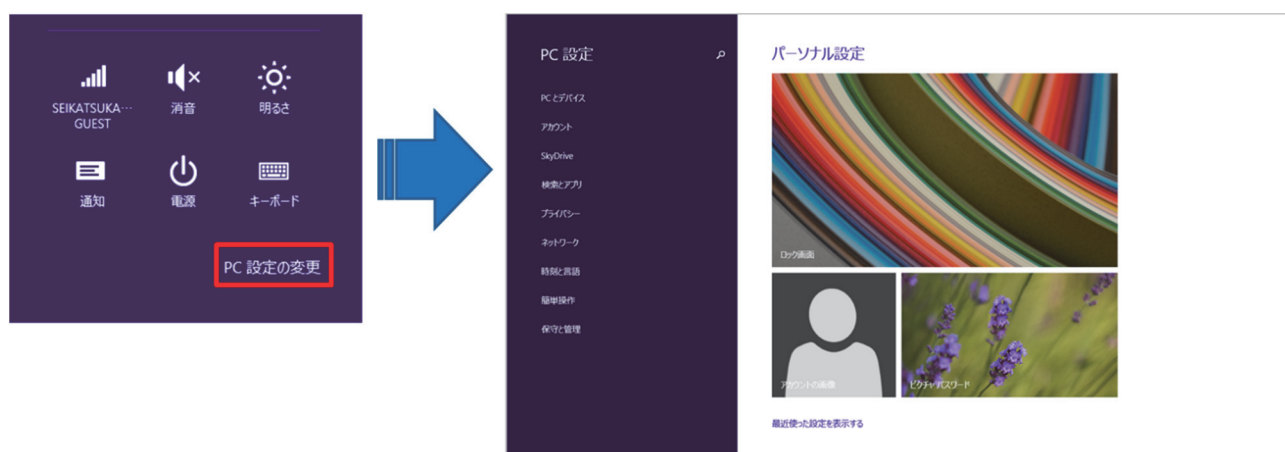 SEIKATSUKA…
GUEST
消音
明るさ
通知
電源
キーボード
PC 設定の変更
PC 設定
PC とデバイス
アカウント
SkyDrive
検索とアプリ
プライバシー
ネットワーク
時刻と言語
簡単操作
保守と管理
パーソナル設定
ロック画面
アカウントの画像
ピクチャ パスワード
最近使った設定を表示する